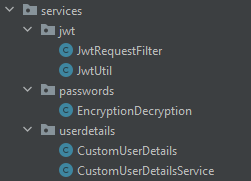 services
jwt
JwtRequestFilter
JwtUtil
passwords
EncryptionDecryption
userdetails
CustomUserDetails
CustomUserDetailsService